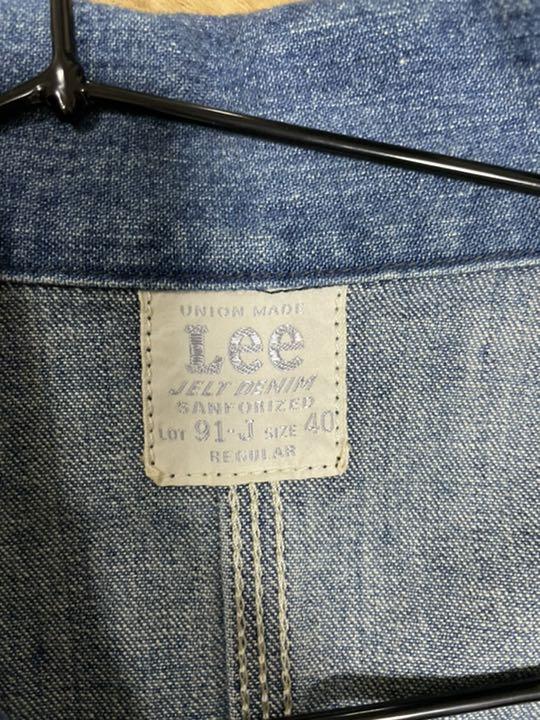 UNION MADE
Lee
JELT DENIM
SANFORIZED
LOT 91-J SIZE 40
REGULAR